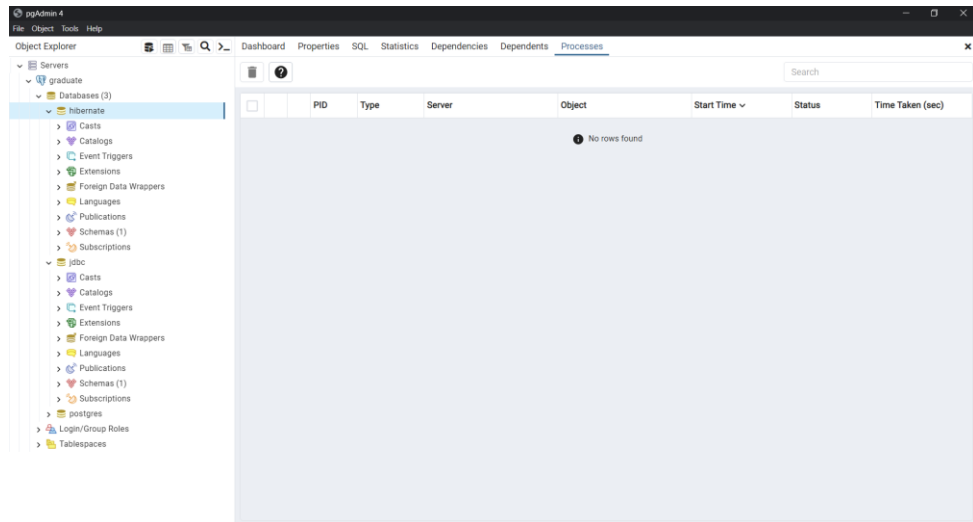 pgAdmin 4
File Object Tools Help
Object Explorer
Dashboard Properties SQL Statistics Dependencies Dependents Processes
Search
PID Type Server Object Start Time Status Time Taken (sec)
No rows found
Servers
graduate
Databases (3)
hibernate
Casts
Catalogs
Event Triggers
Extensions
Foreign Data Wrappers
Languages
Publications
Schemas (1)
Subscriptions
jdbc
Casts
Catalogs
Event Triggers
Extensions
Foreign Data Wrappers
Languages
Publications
Schemas (1)
Subscriptions
postgres
Login/Group Roles
Tablespaces